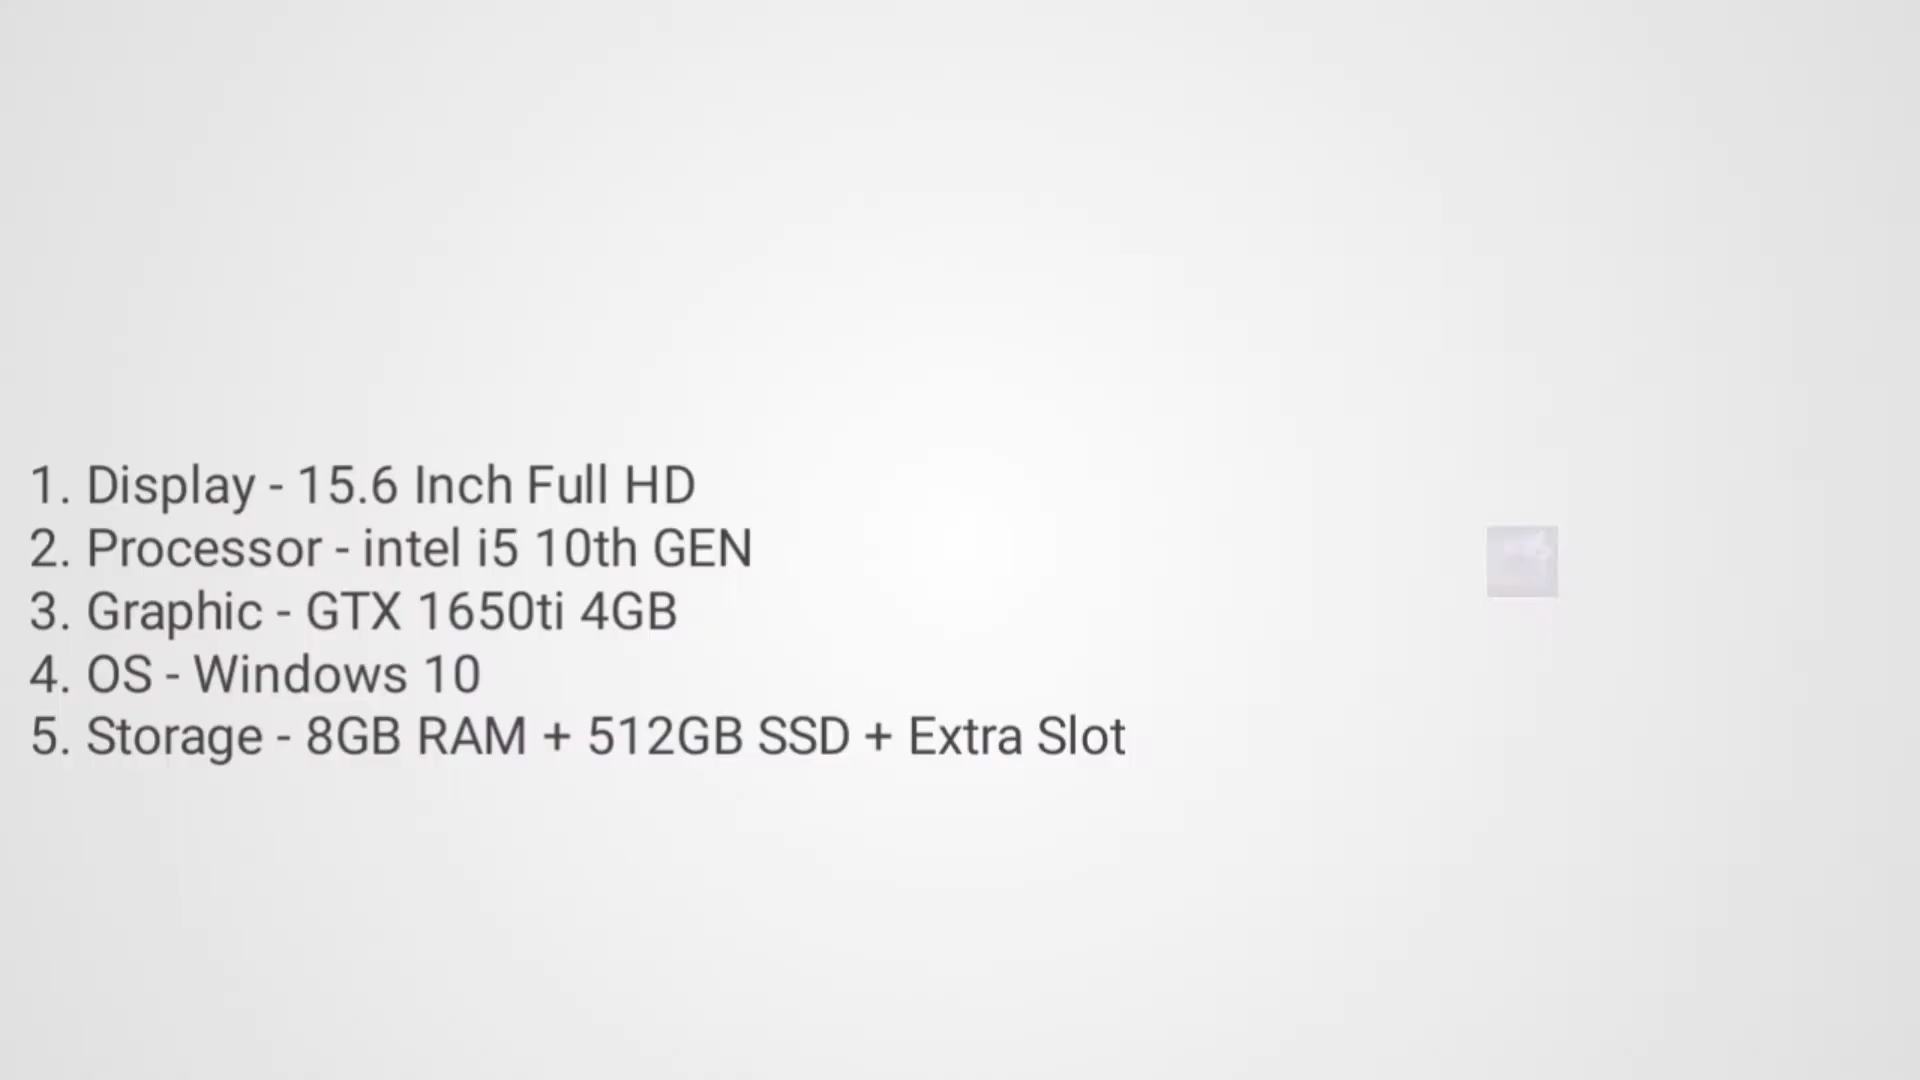 1. Display - 15.6 Inch Full HD
2. Processor - intel i5 10th GEN
3. Graphic - GTX 1650ti 4GB
4. OS - Windows 10
5. Storage - 8GB RAM + 512GB SSD + Extra Slot